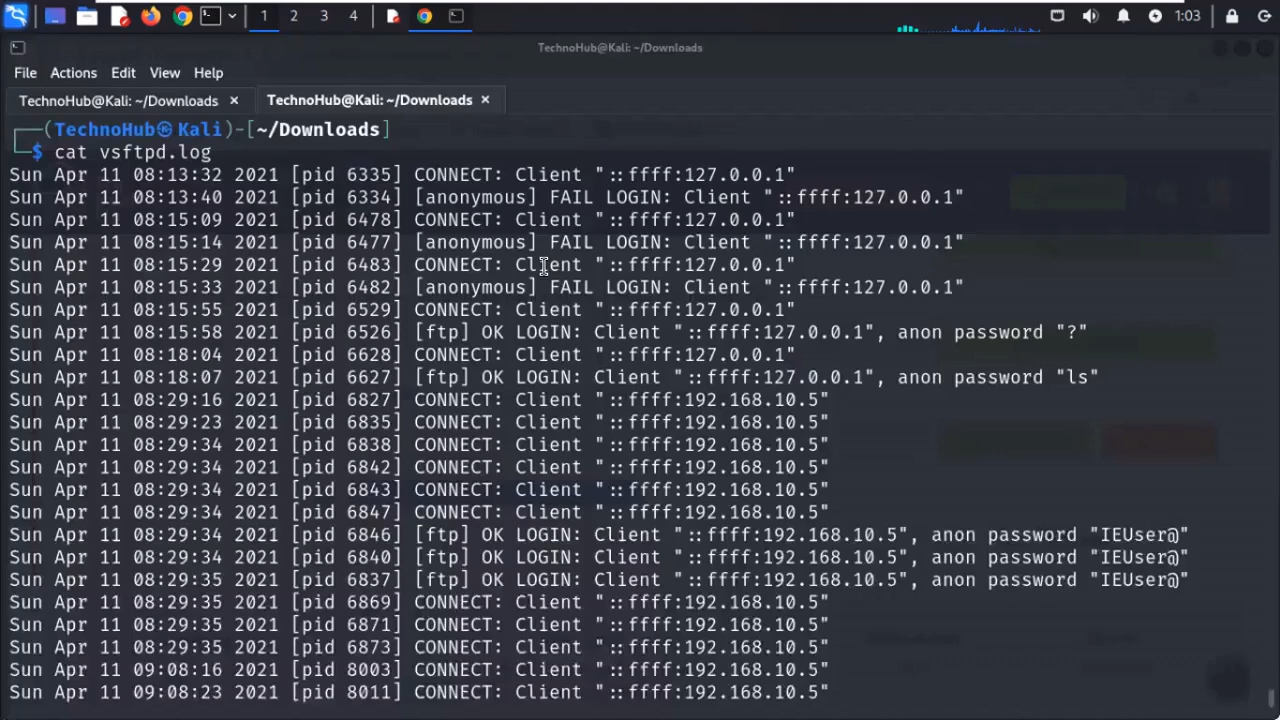 1 2 3 4 1:03
TechnoHub@Kali: ~/Downloads
File Actions Edit View Help
TechnoHub@Kali: ~/Downloads × TechnoHub@Kali: ~/Downloads ×
┌──(TechnoHub㉿Kali)-[~/Downloads]
└─$ cat vsftpd.log
Sun Apr 11 08:13:32 2021 [pid 6335] CONNECT: Client "::ffff:127.0.0.1"
Sun Apr 11 08:13:40 2021 [pid 6334] [anonymous] FAIL LOGIN: Client "::ffff:127.0.0.1"
Sun Apr 11 08:15:09 2021 [pid 6478] CONNECT: Client "::ffff:127.0.0.1"
Sun Apr 11 08:15:14 2021 [pid 6477] [anonymous] FAIL LOGIN: Client "::ffff:127.0.0.1"
Sun Apr 11 08:15:29 2021 [pid 6483] CONNECT: Client "::ffff:127.0.0.1"
Sun Apr 11 08:15:33 2021 [pid 6482] [anonymous] FAIL LOGIN: Client "::ffff:127.0.0.1"
Sun Apr 11 08:15:55 2021 [pid 6529] CONNECT: Client "::ffff:127.0.0.1"
Sun Apr 11 08:15:58 2021 [pid 6526] [ftp] OK LOGIN: Client "::ffff:127.0.0.1", anon password "?"
Sun Apr 11 08:18:04 2021 [pid 6628] CONNECT: Client "::ffff:127.0.0.1"
Sun Apr 11 08:18:07 2021 [pid 6627] [ftp] OK LOGIN: Client "::ffff:127.0.0.1", anon password "ls"
Sun Apr 11 08:29:16 2021 [pid 6827] CONNECT: Client "::ffff:192.168.10.5"
Sun Apr 11 08:29:23 2021 [pid 6835] CONNECT: Client "::ffff:192.168.10.5"
Sun Apr 11 08:29:34 2021 [pid 6838] CONNECT: Client "::ffff:192.168.10.5"
Sun Apr 11 08:29:34 2021 [pid 6842] CONNECT: Client "::ffff:192.168.10.5"
Sun Apr 11 08:29:34 2021 [pid 6843] CONNECT: Client "::ffff:192.168.10.5"
Sun Apr 11 08:29:34 2021 [pid 6847] CONNECT: Client "::ffff:192.168.10.5"
Sun Apr 11 08:29:34 2021 [pid 6846] [ftp] OK LOGIN: Client "::ffff:192.168.10.5", anon password "IEUser@"
Sun Apr 11 08:29:34 2021 [pid 6840] [ftp] OK LOGIN: Client "::ffff:192.168.10.5", anon password "IEUser@"
Sun Apr 11 08:29:35 2021 [pid 6837] [ftp] OK LOGIN: Client "::ffff:192.168.10.5", anon password "IEUser@"
Sun Apr 11 08:29:35 2021 [pid 6869] CONNECT: Client "::ffff:192.168.10.5"
Sun Apr 11 08:29:35 2021 [pid 6871] CONNECT: Client "::ffff:192.168.10.5"
Sun Apr 11 08:29:35 2021 [pid 6873] CONNECT: Client "::ffff:192.168.10.5"
Sun Apr 11 09:08:16 2021 [pid 8003] CONNECT: Client "::ffff:192.168.10.5"
Sun Apr 11 09:08:23 2021 [pid 8011] CONNECT: Client "::ffff:192.168.10.5"